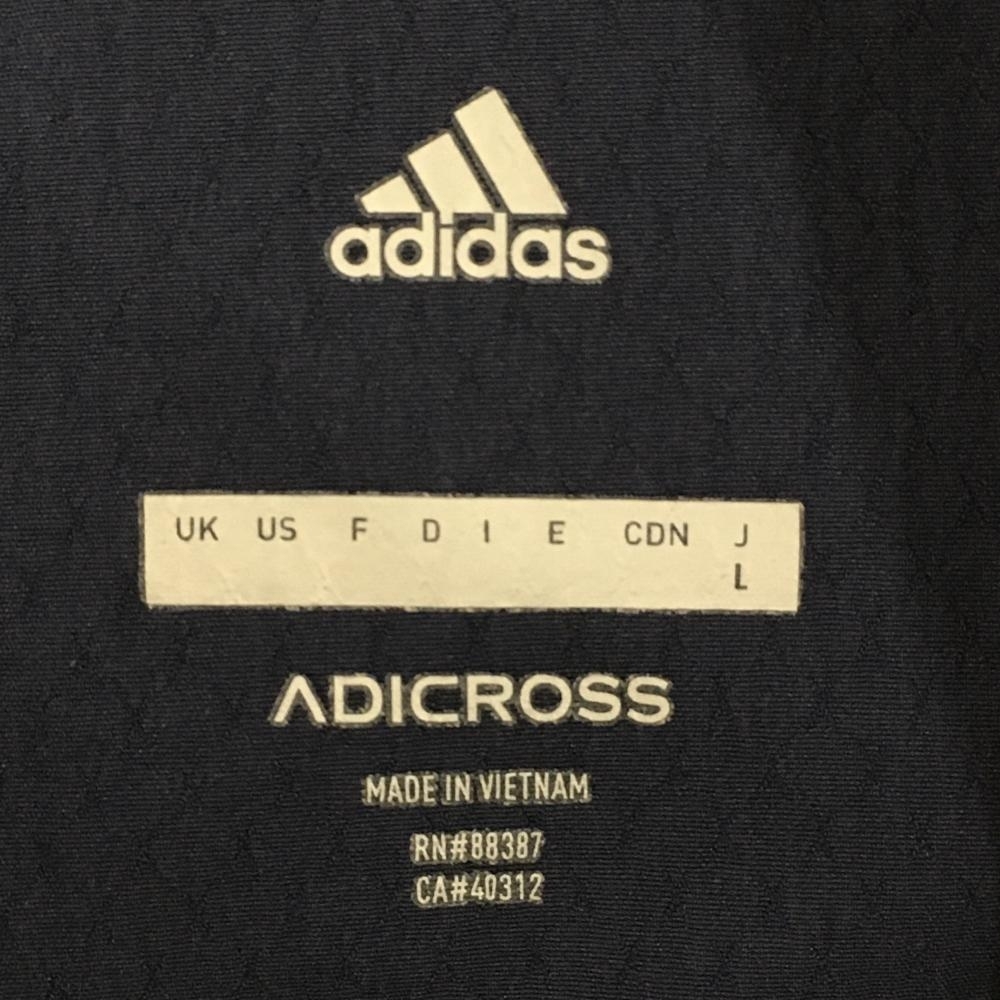 adidas
UK US F D I E CDN J
L
ADICROSS
MADE IN VIETNAM
RN#88387
CA#40312